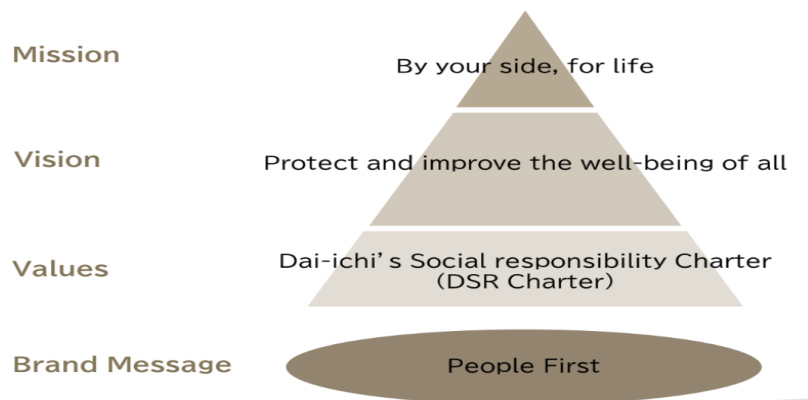 Mission
By your side, for life
Vision
Protect and improve the well-being of all
Values
Dai-ichi’s Social responsibility Charter
(DSR Charter)
Brand Message
People First